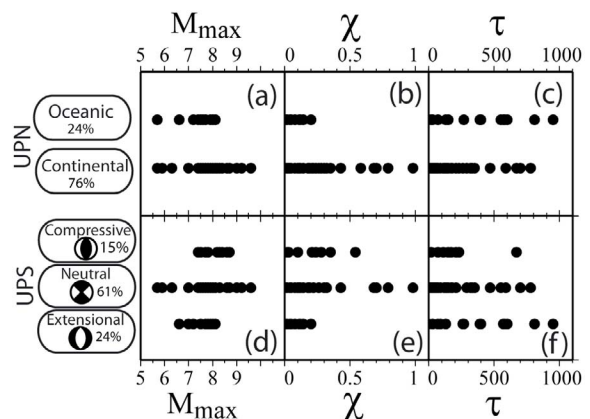 Mmax χ τ
5 6 7 8 9 0 0.5 1 0 500 1000
(a) (b) (c)
UPN
Oceanic
24%
Continental
76%
UPS
Compressive
15%
Neutral
61%
Extensional
24%
(d) (e) (f)
5 6 7 8 9 0 0.5 1 0 500 1000
Mmax χ τ